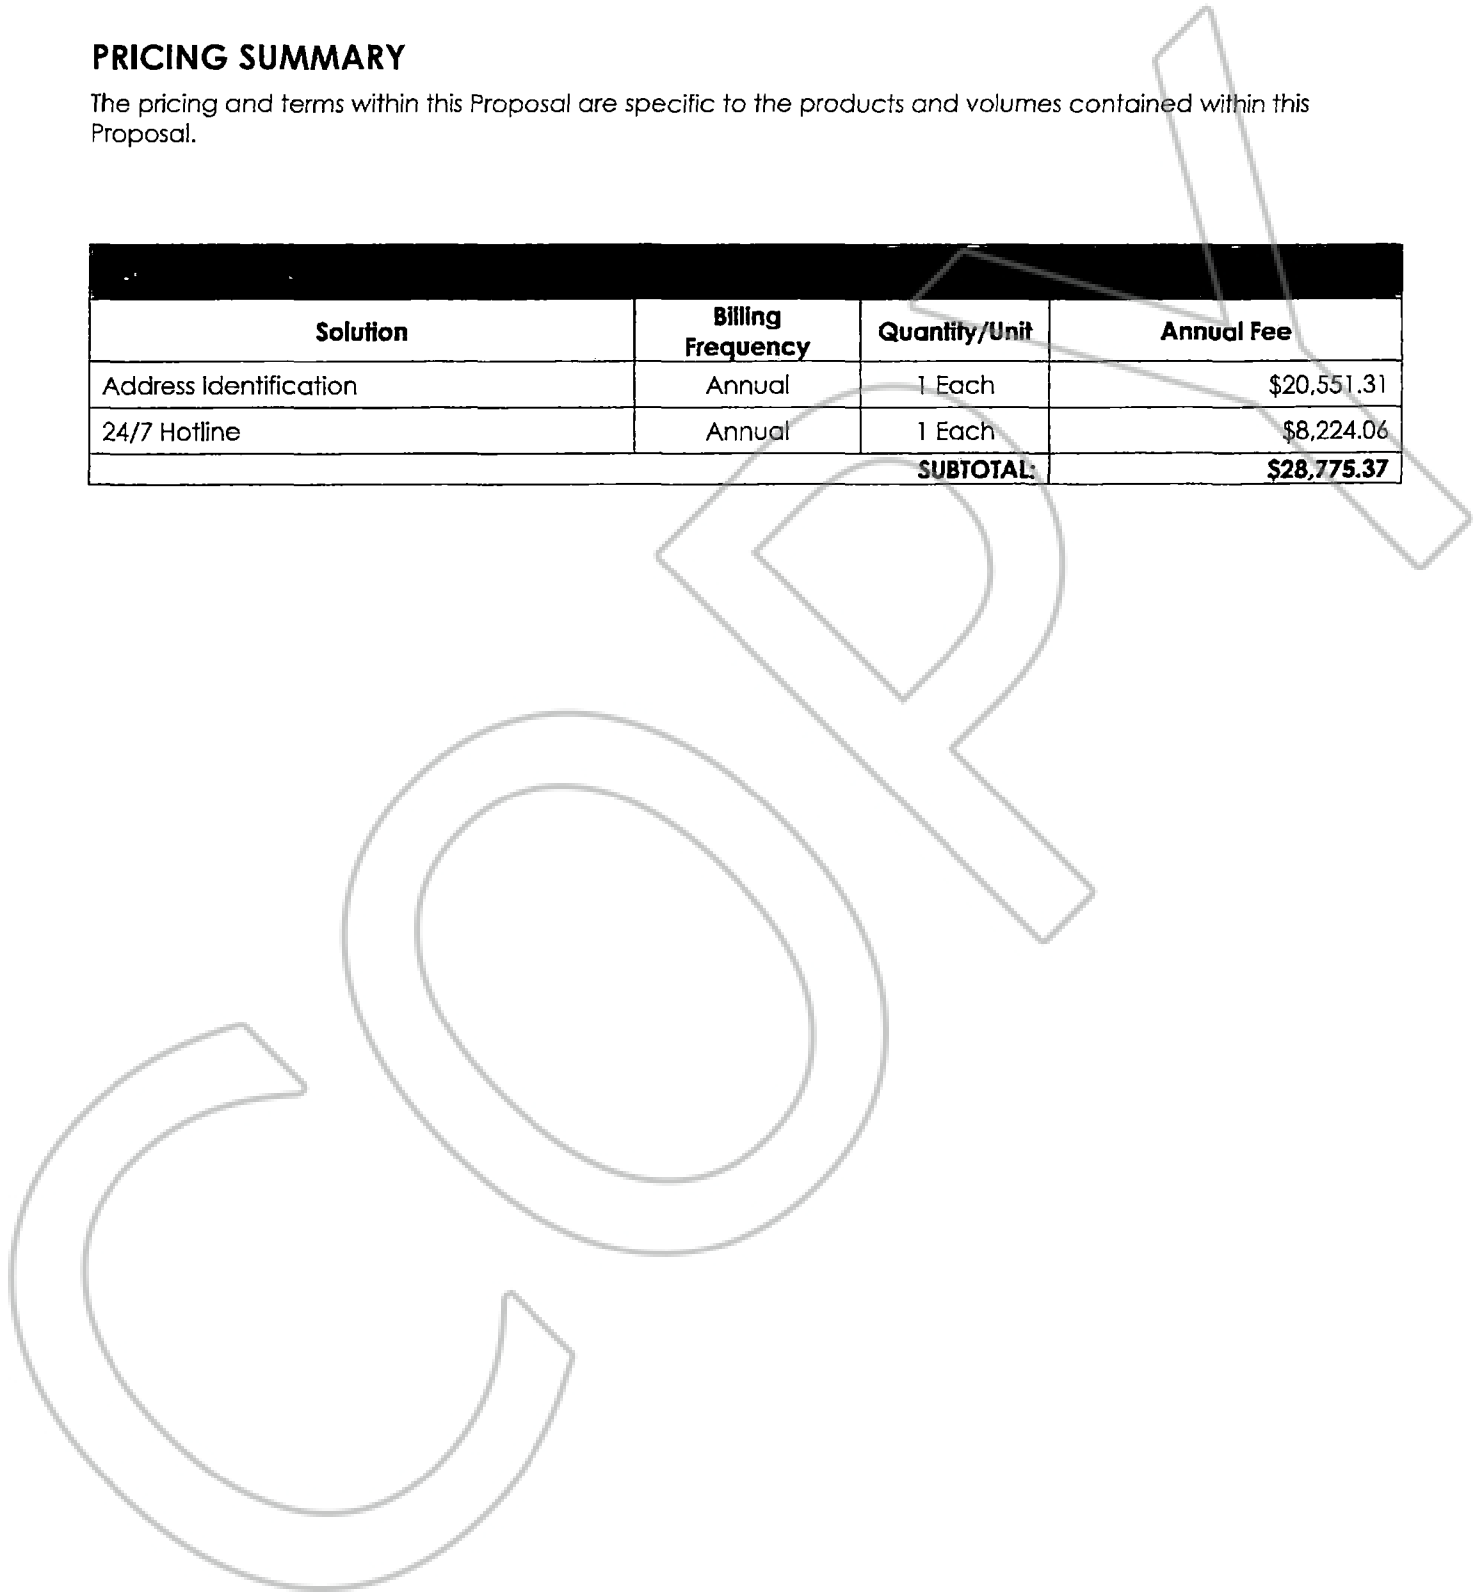 PRICING SUMMARY
The pricing and terms within this Proposal are specific to the products and volumes contained within this
Proposal.
Solution Billing Frequency Quantity/Unit Annual Fee
Address Identification Annual 1 Each $20,551.31
24/7 Hotline Annual 1 Each $8,224.06
SUBTOTAL: $28,775.37
COPY